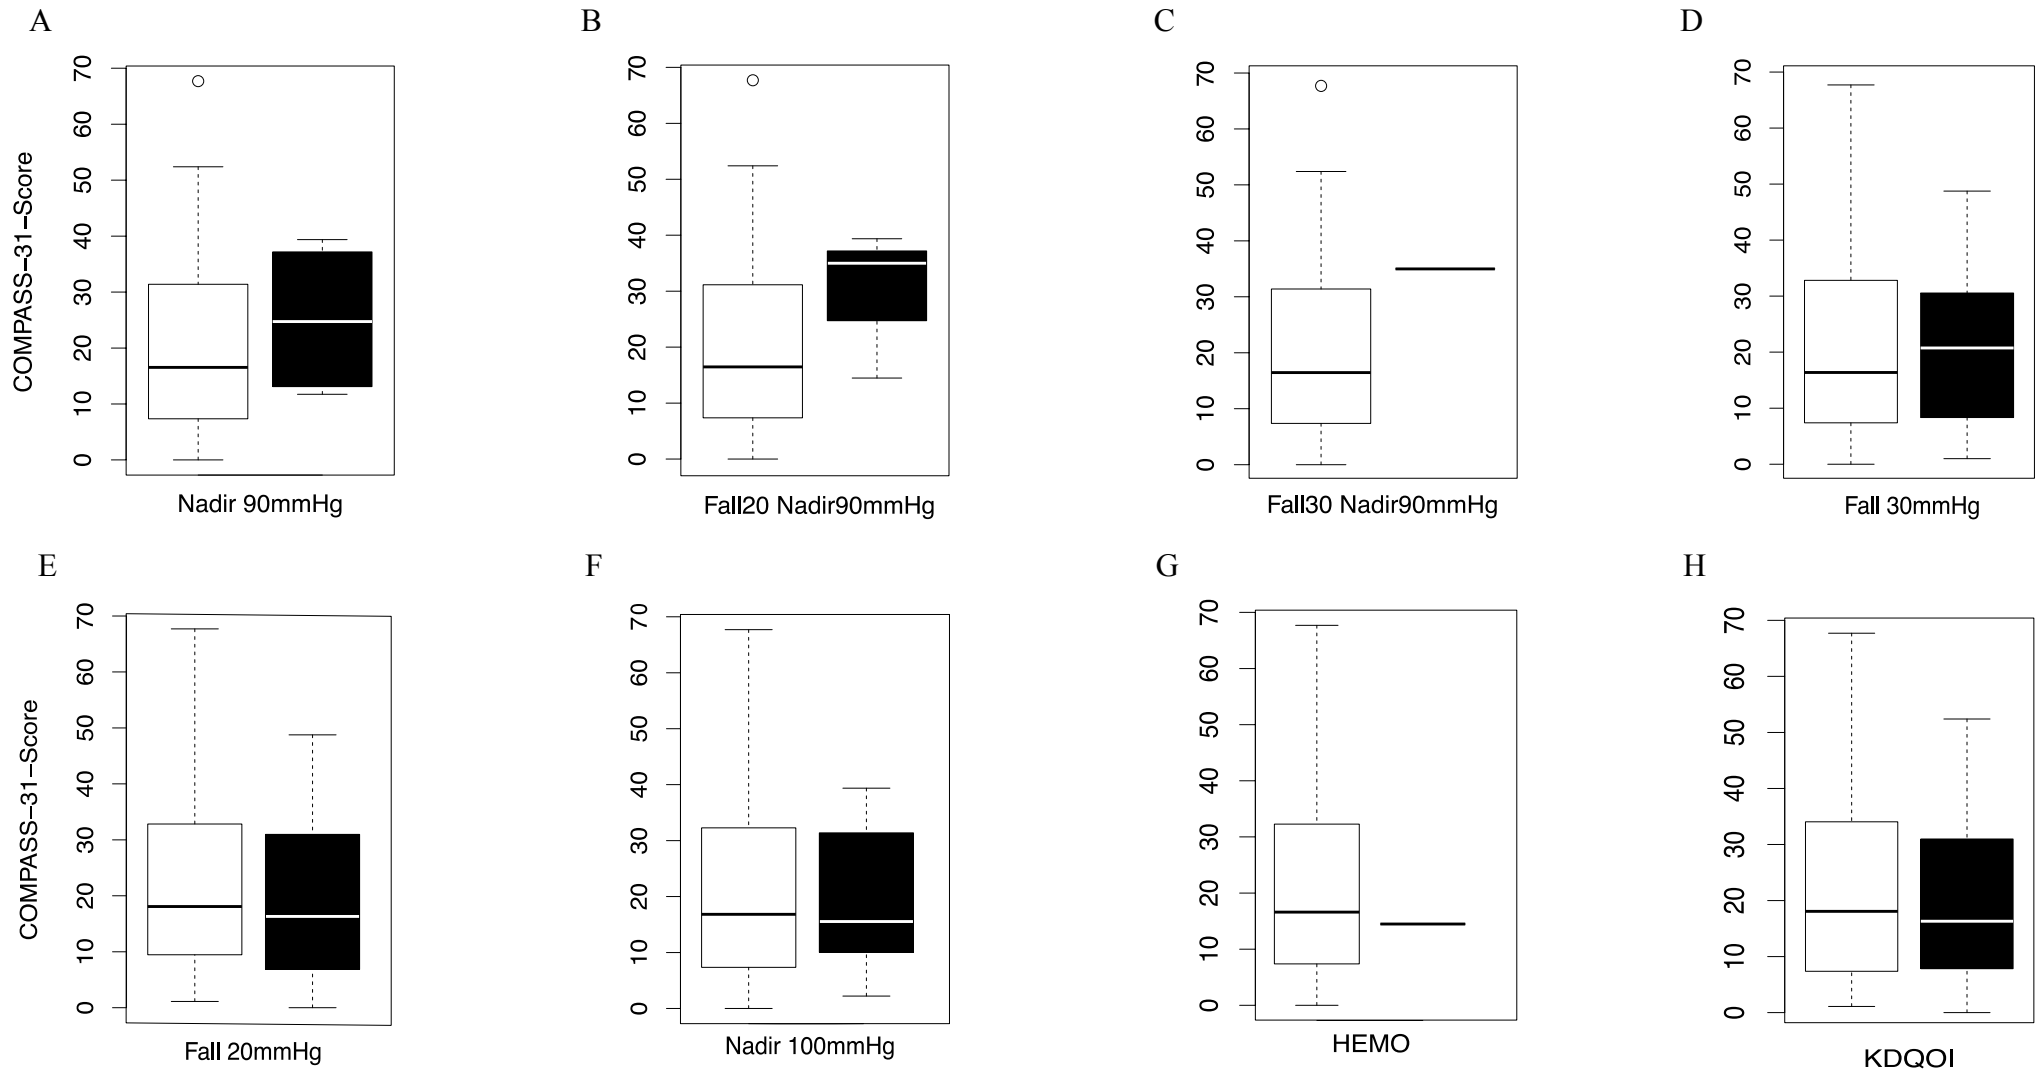 A
B
C
D
COMPASS−31−Score
0 10 20 30 40 50 60 70
0 10 20 30 40 50 60 70
0 10 20 30 40 50 60 70
0 10 20 30 40 50 60 70
Nadir 90mmHg
Fall20 Nadir90mmHg
Fall30 Nadir90mmHg
Fall 30mmHg
E
F
G
H
COMPASS−31−Score
0 10 20 30 40 50 60 70
0 10 20 30 40 50 60 70
0 10 20 30 40 50 60 70
0 10 20 30 40 50 60 70
Fall 20mmHg
Nadir 100mmHg
HEMO
KDQOI